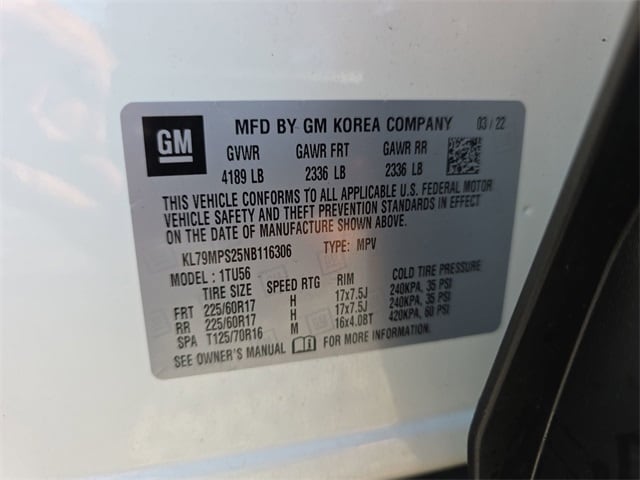 GM
MFD BY GM KOREA COMPANY 03 / 22
GVWR GAWR FRT GAWR RR
4189 LB 2336 LB 2336 LB
THIS VEHICLE CONFORMS TO ALL APPLICABLE U.S. FEDERAL MOTOR
VEHICLE SAFETY AND THEFT PREVENTION STANDARDS IN EFFECT
ON THE DATE OF MANUFACTURE SHOWN ABOVE.
KL79MPS25NB116306 TYPE: MPV
MODEL : 1TU56
TIRE SIZE SPEED RTG RIM COLD TIRE PRESSURE
FRT 225/60R17 H 17x7.5J 240KPA, 35 PSI
RR 225/60R17 H 17x7.5J 240KPA, 35 PSI
SPA T125/70R16 M 16x4.0BT 420KPA, 60 PSI
SEE OWNER'S MANUAL FOR MORE INFORMATION.